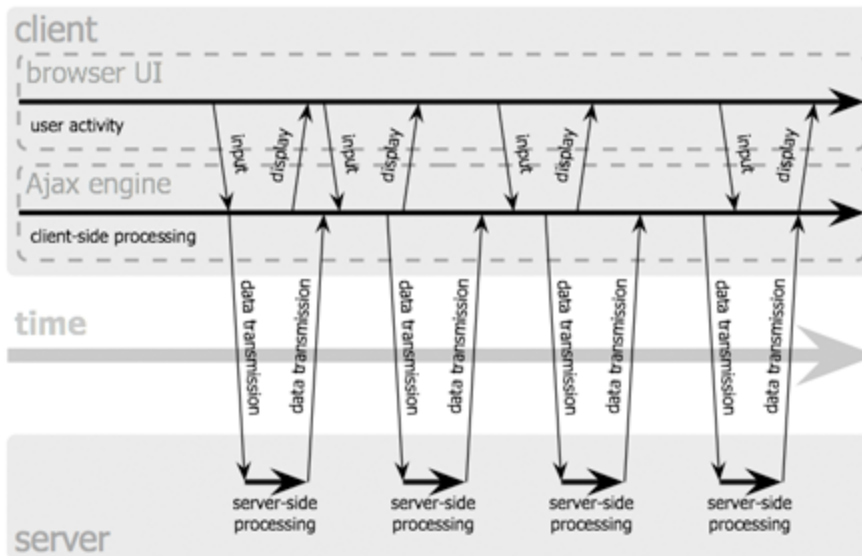 client
browser UI
user activity
input
display
input
display
input
display
input
display
Ajax engine
client-side processing
data transmission
data transmission
data transmission
data transmission
data transmission
data transmission
data transmission
data transmission
time
server-side
processing
server-side
processing
server-side
processing
server-side
processing
server